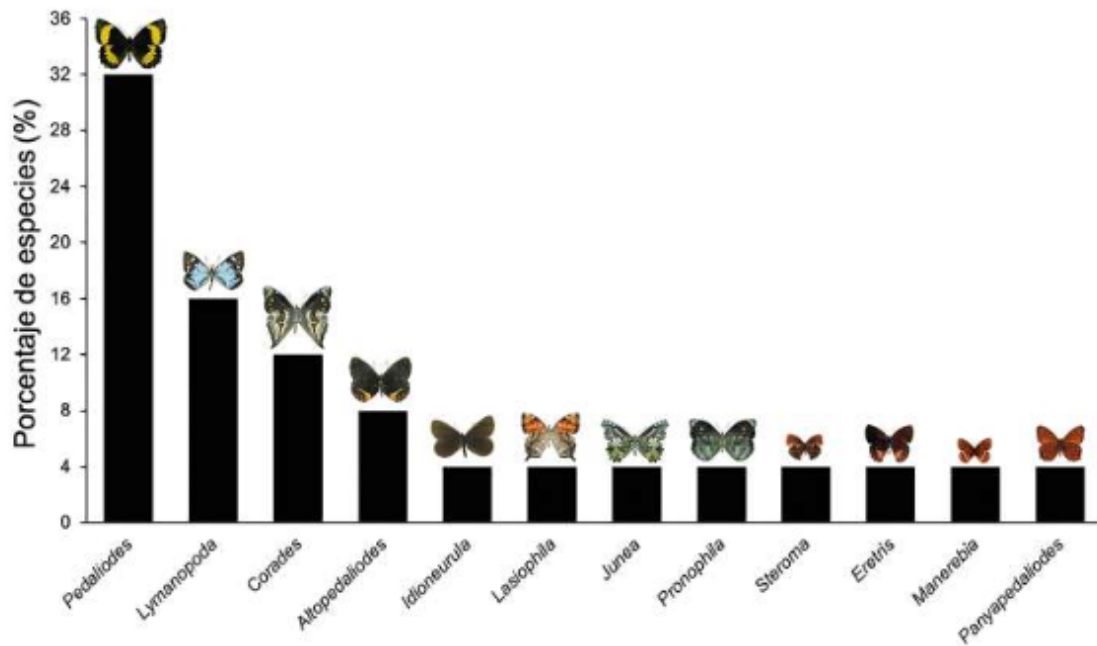 Porcentaje de especies (%)
36
32
28
24
20
16
12
8
4
0
Pedaliodes
Lymanopoda
Corades
Altopedaliodes
Idioneurula
Lasiophila
Junea
Pronophila
Steroma
Eretris
Manerebia
Panyapedaliodes